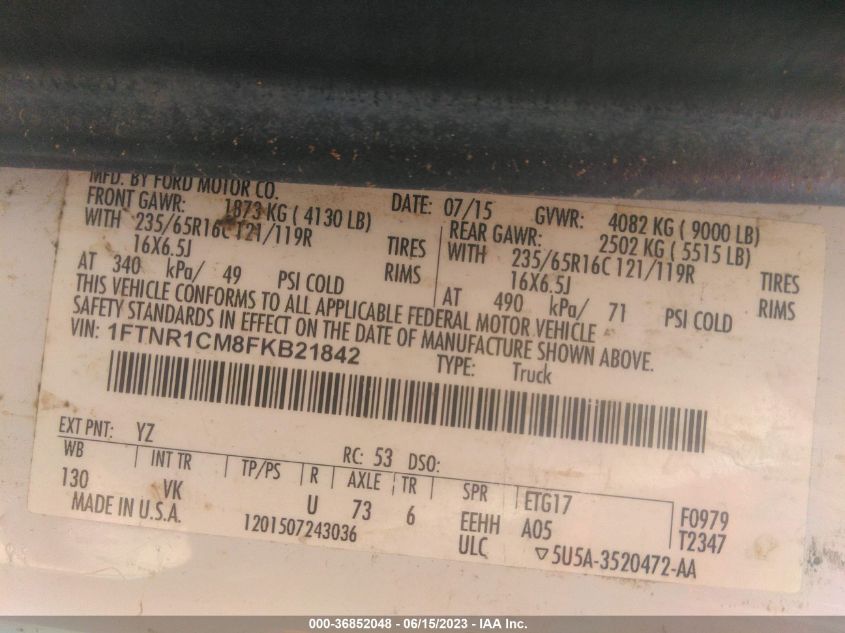 MFD. BY FORD MOTOR CO.
DATE: 07/15 GVWR: 4082 KG ( 9000 LB)
FRONT GAWR: 1873 KG ( 4130 LB)
WITH 235/65R16C 121/119R TIRES
16X6.5J RIMS
AT 340 kPa/ 49 PSI COLD
REAR GAWR: 2502 KG ( 5515 LB)
WITH 235/65R16C 121/119R TIRES
16X6.5J RIMS
AT 490 kPa/ 71 PSI COLD
THIS VEHICLE CONFORMS TO ALL APPLICABLE FEDERAL MOTOR VEHICLE
SAFETY STANDARDS IN EFFECT ON THE DATE OF MANUFACTURE SHOWN ABOVE.
VIN: 1FTNR1CM8FKB21842
TYPE: Truck
EXT PNT: YZ RC: 53 DSO:
WB INT TR TP/PS R AXLE TR SPR ETG17 F0979
130 VK U 73 6 EEHH A05 T2347
MADE IN U.S.A. 1201507243036 ULC ▽5U5A-3520472-AA
000-36852048 - 06/15/2023 - IAA Inc.